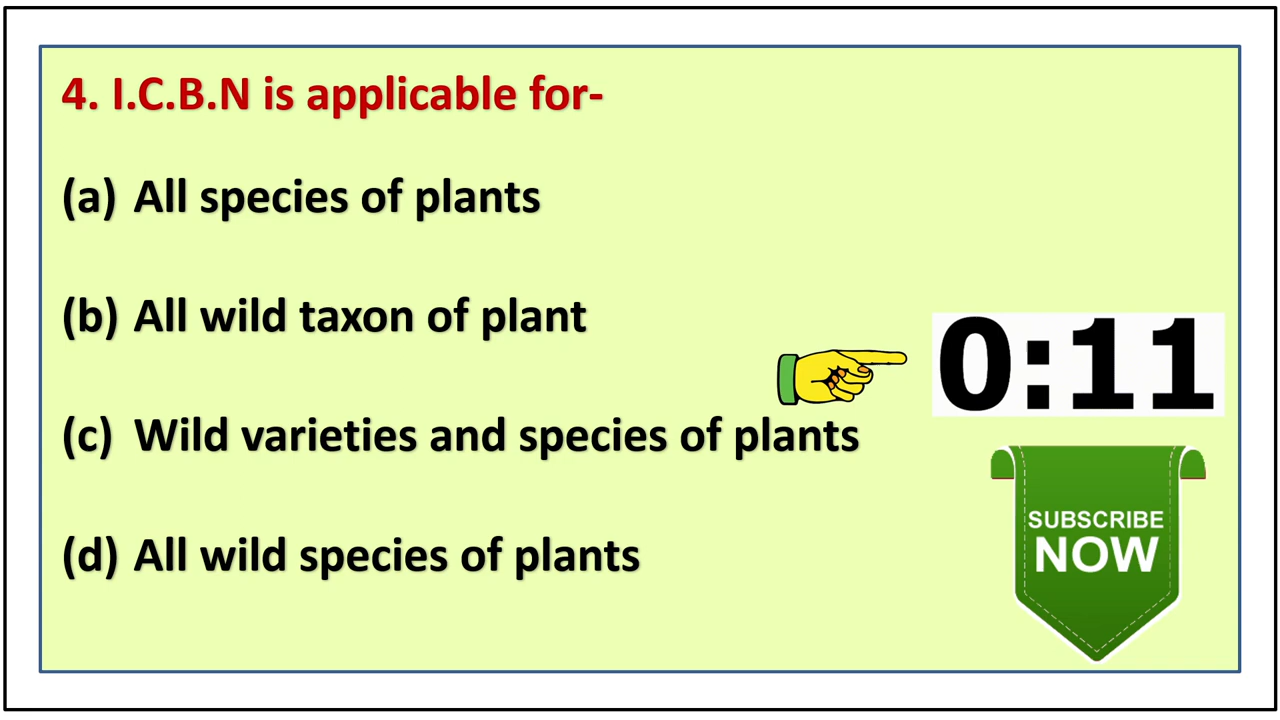 4. I.C.B.N is applicable for-
(a) All species of plants
(b) All wild taxon of plant
0:11
(c) Wild varieties and species of plants
SUBSCRIBE
NOW
(d) All wild species of plants